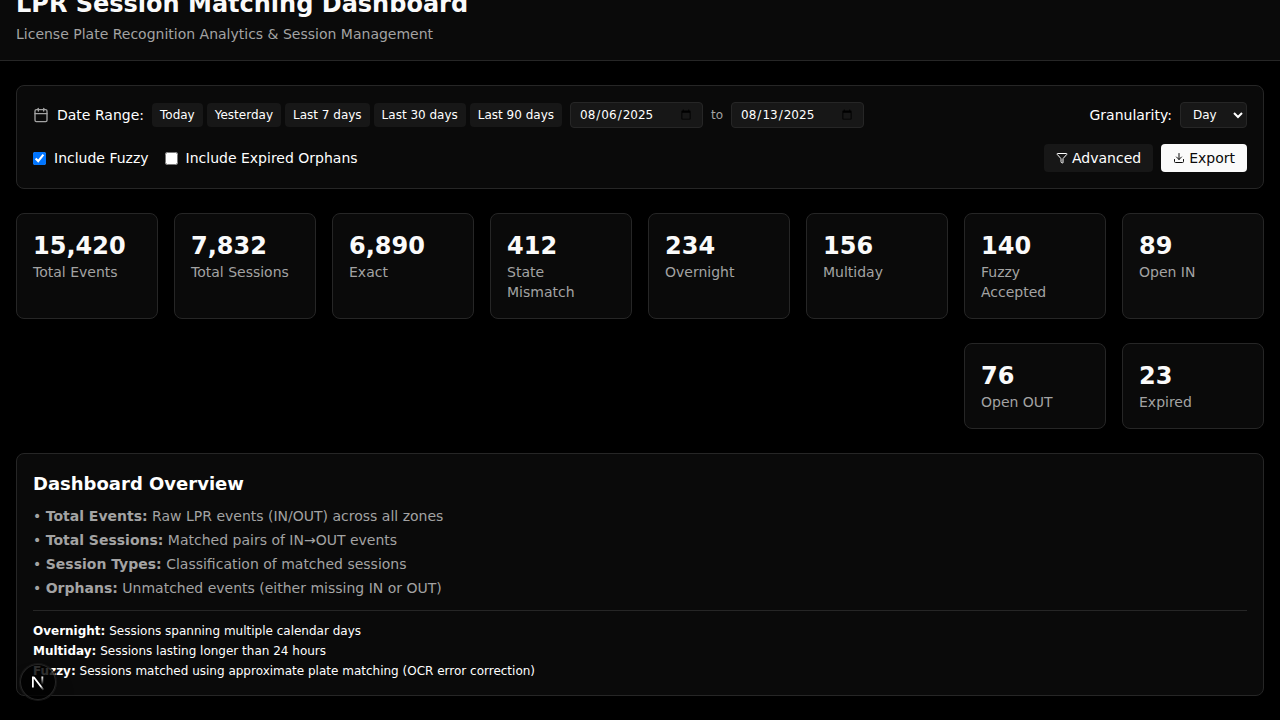 LPR Session Matching Dashboard
License Plate Recognition Analytics & Session Management
Date Range: Today Yesterday Last 7 days Last 30 days Last 90 days 08/06/2025 to 08/13/2025 Granularity: Day
Include Fuzzy Include Expired Orphans Advanced Export
15,420 7,832 6,890 412 234 156 140 89
Total Events Total Sessions Exact State Overnight Multiday Fuzzy Open IN
Mismatch Accepted
76 23
Open OUT Expired
Dashboard Overview
• Total Events: Raw LPR events (IN/OUT) across all zones
• Total Sessions: Matched pairs of IN→OUT events
• Session Types: Classification of matched sessions
• Orphans: Unmatched events (either missing IN or OUT)
Overnight: Sessions spanning multiple calendar days
Multiday: Sessions lasting longer than 24 hours
Fuzzy: Sessions matched using approximate plate matching (OCR error correction)
N